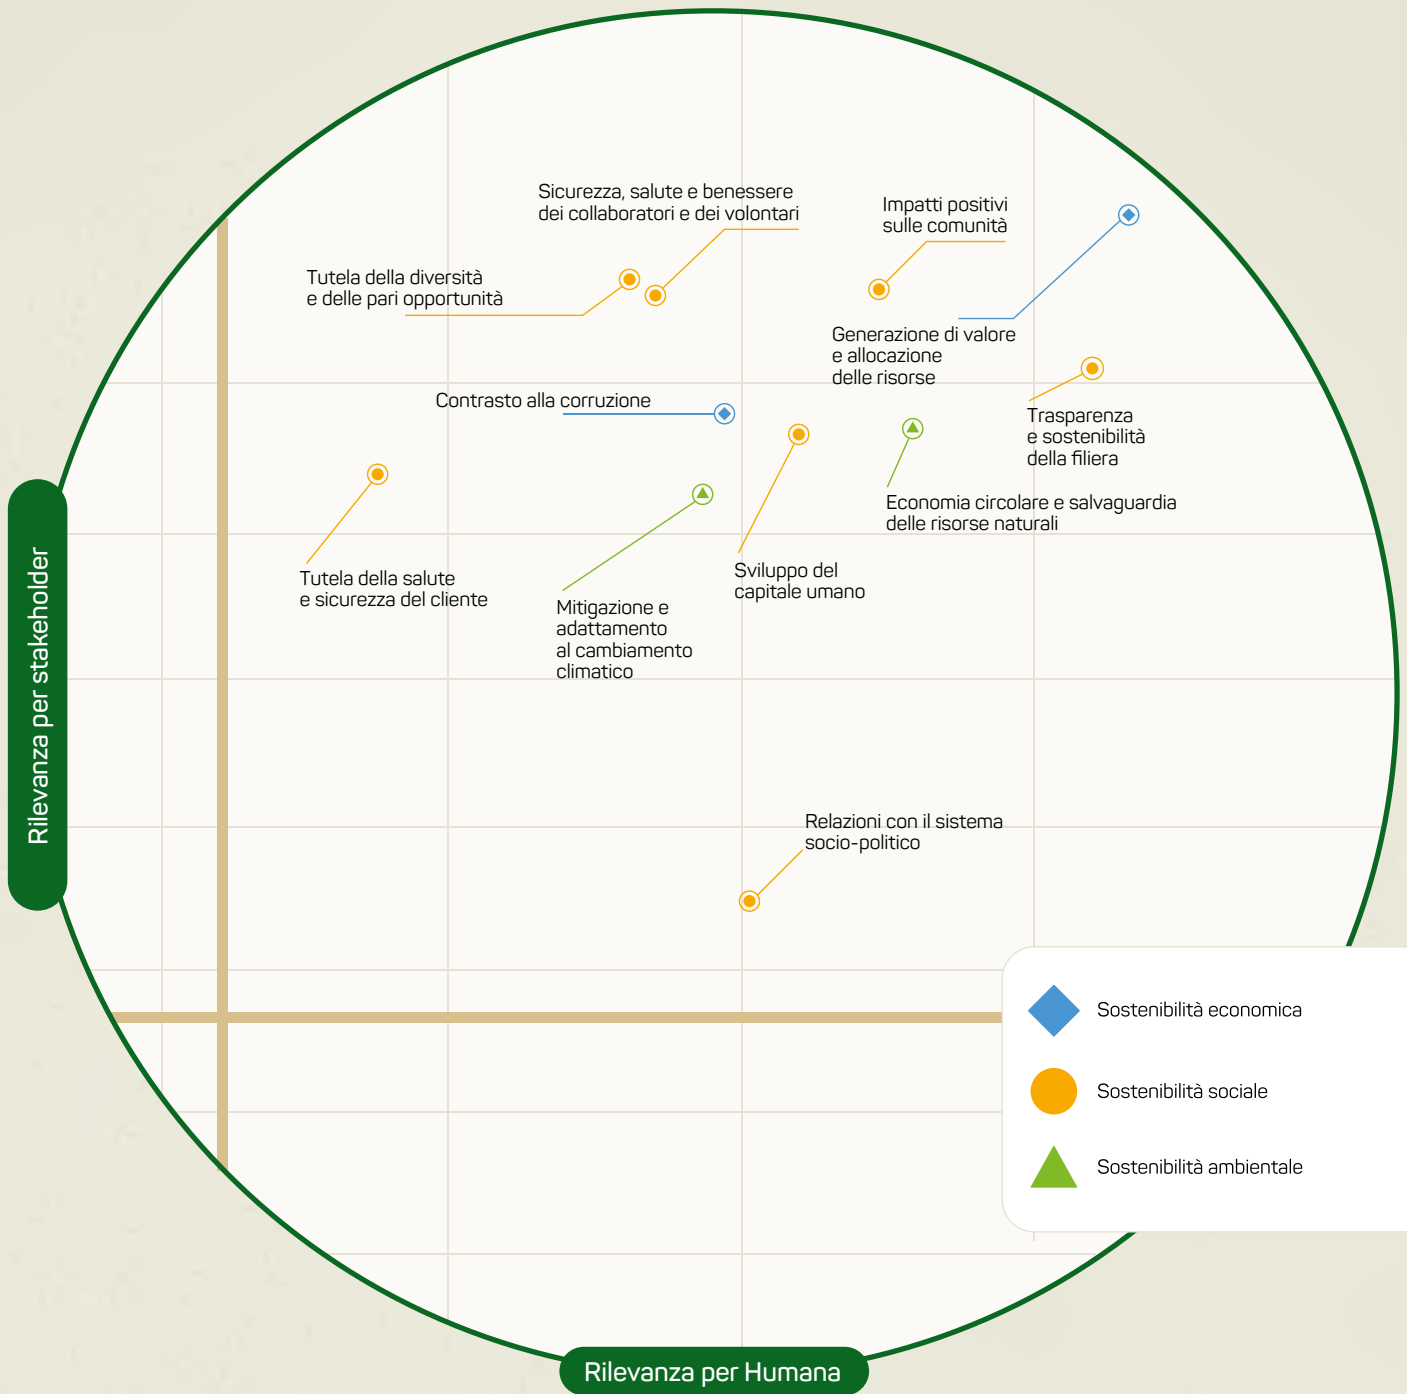 Sicurezza, salute e benessere
dei collaboratori e dei volontari
Impatti positivi
sulle comunità
Tutela della diversità
e delle pari opportunità
Generazione di valore
e allocazione
delle risorse
Contrasto alla corruzione
Trasparenza
e sostenibilità
della filiera
Economia circolare e salvaguardia
delle risorse naturali
Tutela della salute
e sicurezza del cliente
Sviluppo del
capitale umano
Mitigazione e
adattamento
al cambiamento
climatico
Rilevanza per stakeholder
Relazioni con il sistema
socio-politico
Sostenibilità economica
Sostenibilità sociale
Sostenibilità ambientale
Rilevanza per Humana